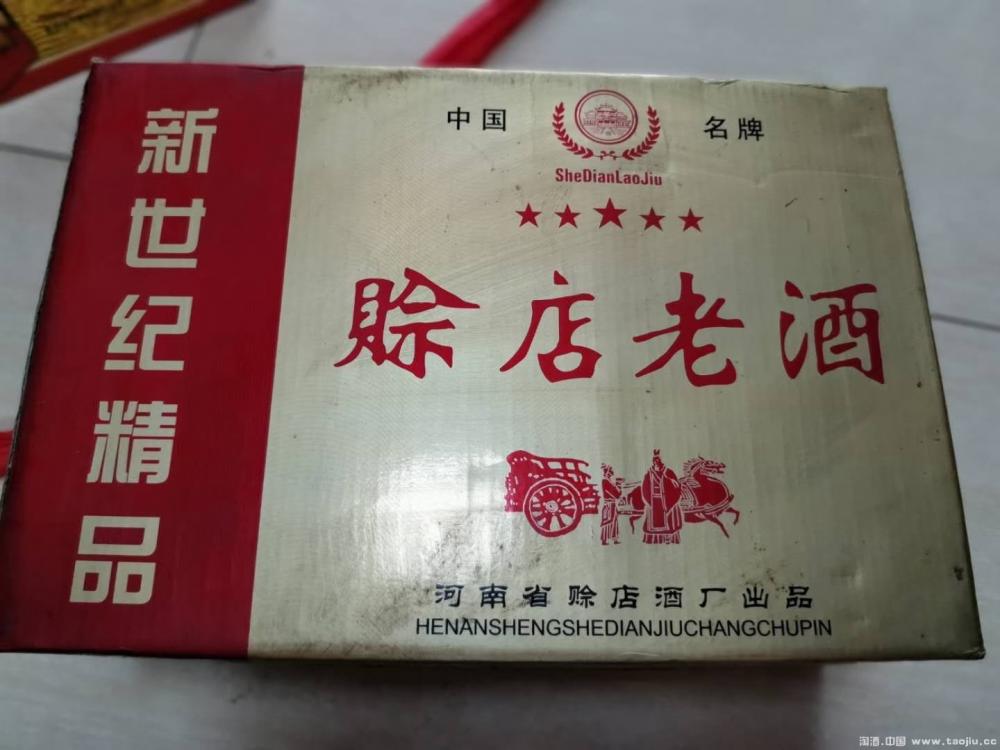 新世纪精品
中国 名牌
SheDianLaoJiu
赊店老酒
河南省赊店酒厂出品
HENANSHENGSHEDIANJIUCHANGCHUPIN
淘酒.中国 www.taojiu.cc